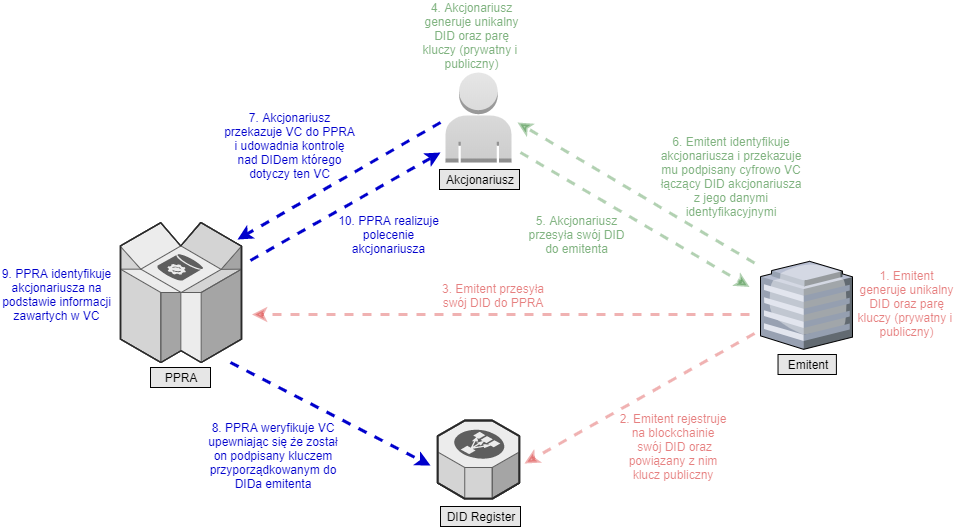 4. Akcjonariusz
generuje unikalny
DID oraz parę
kluczy (prywatny i
publiczny)
7. Akcjonariusz
przekazuje VC do PPRA
i udowadnia kontrolę
nad DIDem którego
dotyczy ten VC
Akcjonariusz
6. Emitent identyfikuje
akcjonariusza i przekazuje
mu podpisany cyfrowo VC
łączący DID akcjonariusza
z jego danymi
identyfikacyjnymi
10. PPRA realizuje
polecenie
akcjonariusza
5. Akcjonariusz
przesyła swój DID
do emitenta
9. PPRA identyfikuje
akcjonariusza na
podstawie informacji
zawartych w VC
3. Emitent przesyła
swój DID do PPRA
1. Emitent
generuje unikalny
DID oraz parę
kluczy (prywatny i
publiczny)
PPRA
Emitent
8. PPRA weryfikuje VC
upewniając się że został
on podpisany kluczem
przyporządkowanym do
DIDa emitenta
2. Emitent rejestruje
na blockchainie
swój DID oraz
powiązany z nim
klucz publiczny
DID Register